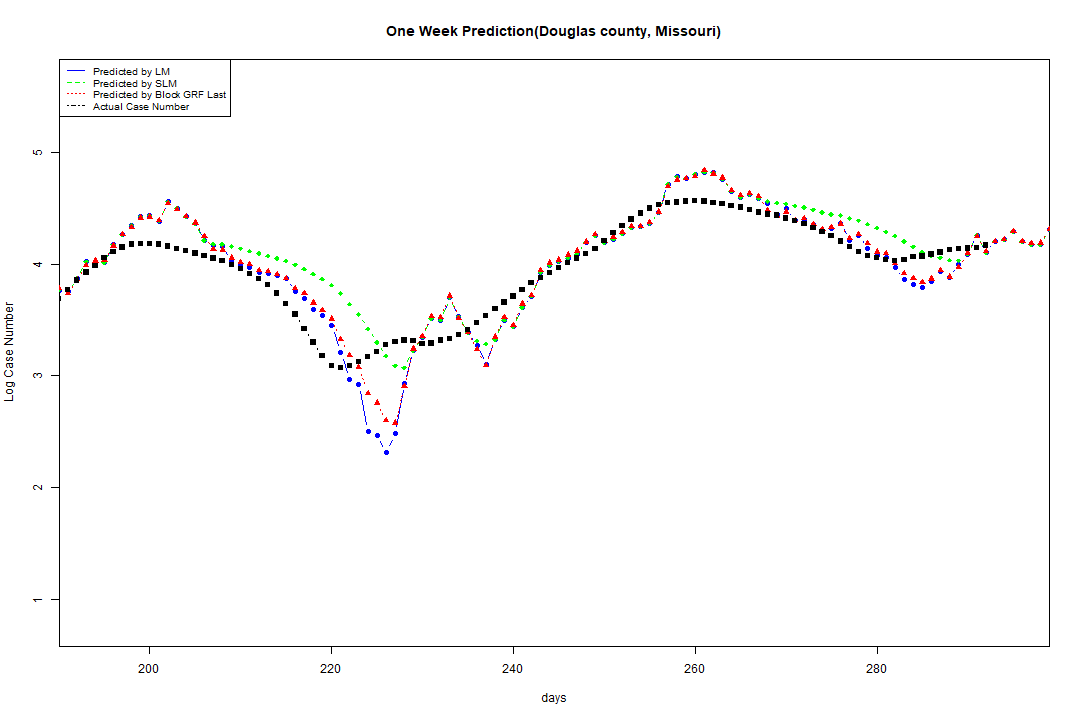 One Week Prediction(Douglas county, Missouri)
Predicted by LM
Predicted by SLM
Predicted by Block GRF Last
Actual Case Number
5
4
3
2
1
Log Case Number
200 220 240 260 280
days